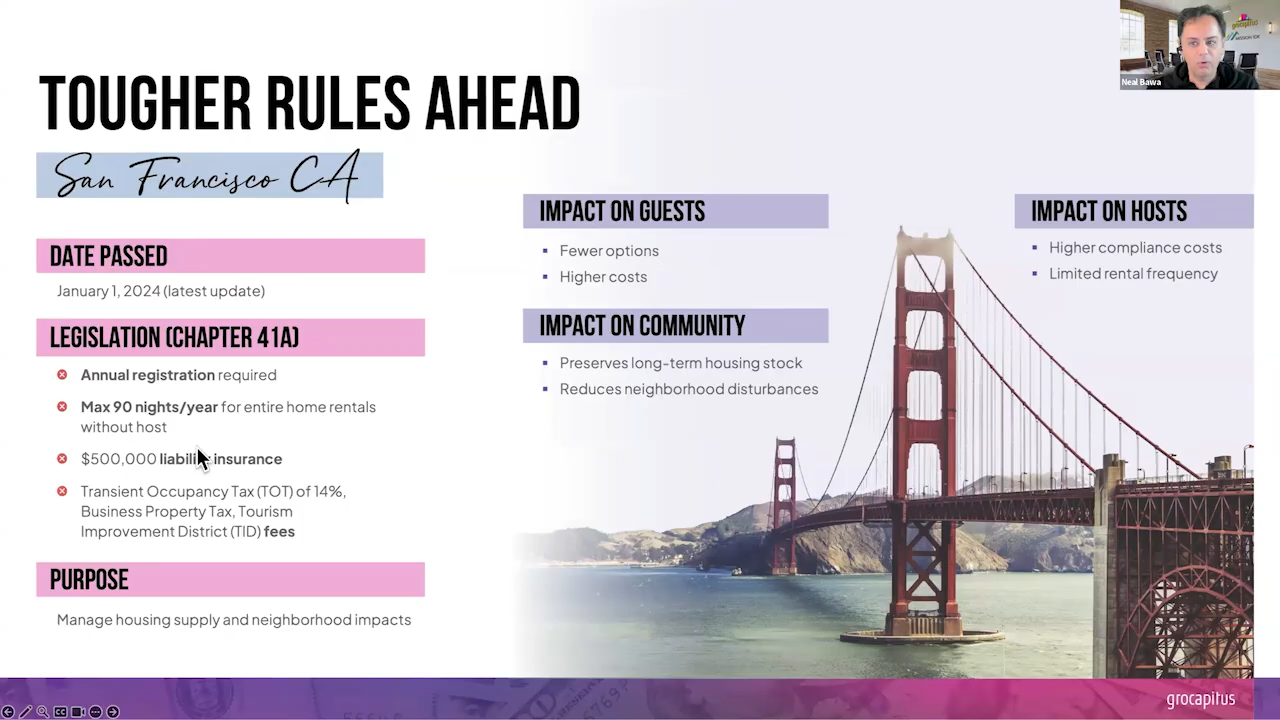 TOUGHER RULES AHEAD
San Francisco CA
DATE PASSED
January 1, 2024 (latest update)
LEGISLATION (CHAPTER 41A)
Annual registration required
Max 90 nights/year for entire home rentals
without host
$500,000 liability insurance
Transient Occupancy Tax (TOT) of 14%,
Business Property Tax, Tourism
Improvement District (TID) fees
PURPOSE
Manage housing supply and neighborhood impacts
IMPACT ON GUESTS
Fewer options
Higher costs
IMPACT ON COMMUNITY
Preserves long-term housing stock
Reduces neighborhood disturbances
IMPACT ON HOSTS
Higher compliance costs
Limited rental frequency
grocapitus
Neal Bawa
grocapitus